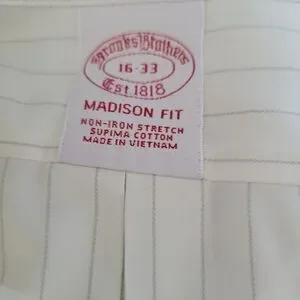 Brooks Brothers
16-33
Est. 1818
MADISON FIT
NON-IRON STRETCH
SUPIMA COTTON
MADE IN VIETNAM